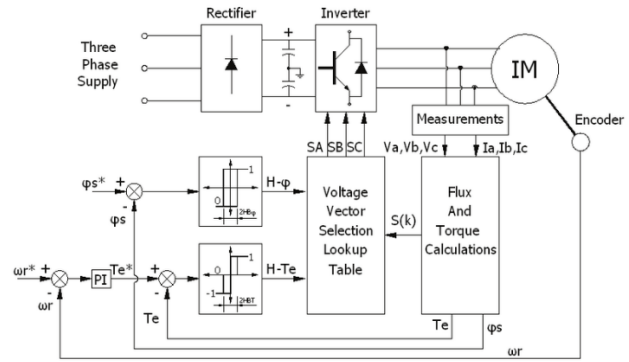 Rectifier
Inverter
Three
Phase
Supply
+
-
IM
Encoder
Measurements
SA SB SC
Va,Vb,Vc
Ia,Ib,Ic
φs*
+
-
φs
1
0
2HBφ
H-φ
Voltage
Vector
Selection
Lookup
Table
S(k)
Flux
And
Torque
Calculations
ωr*
+
-
ωr
PI
Te*
+
-
Te
0
1
-1
2HBT
H-Te
Te
φs
ωr